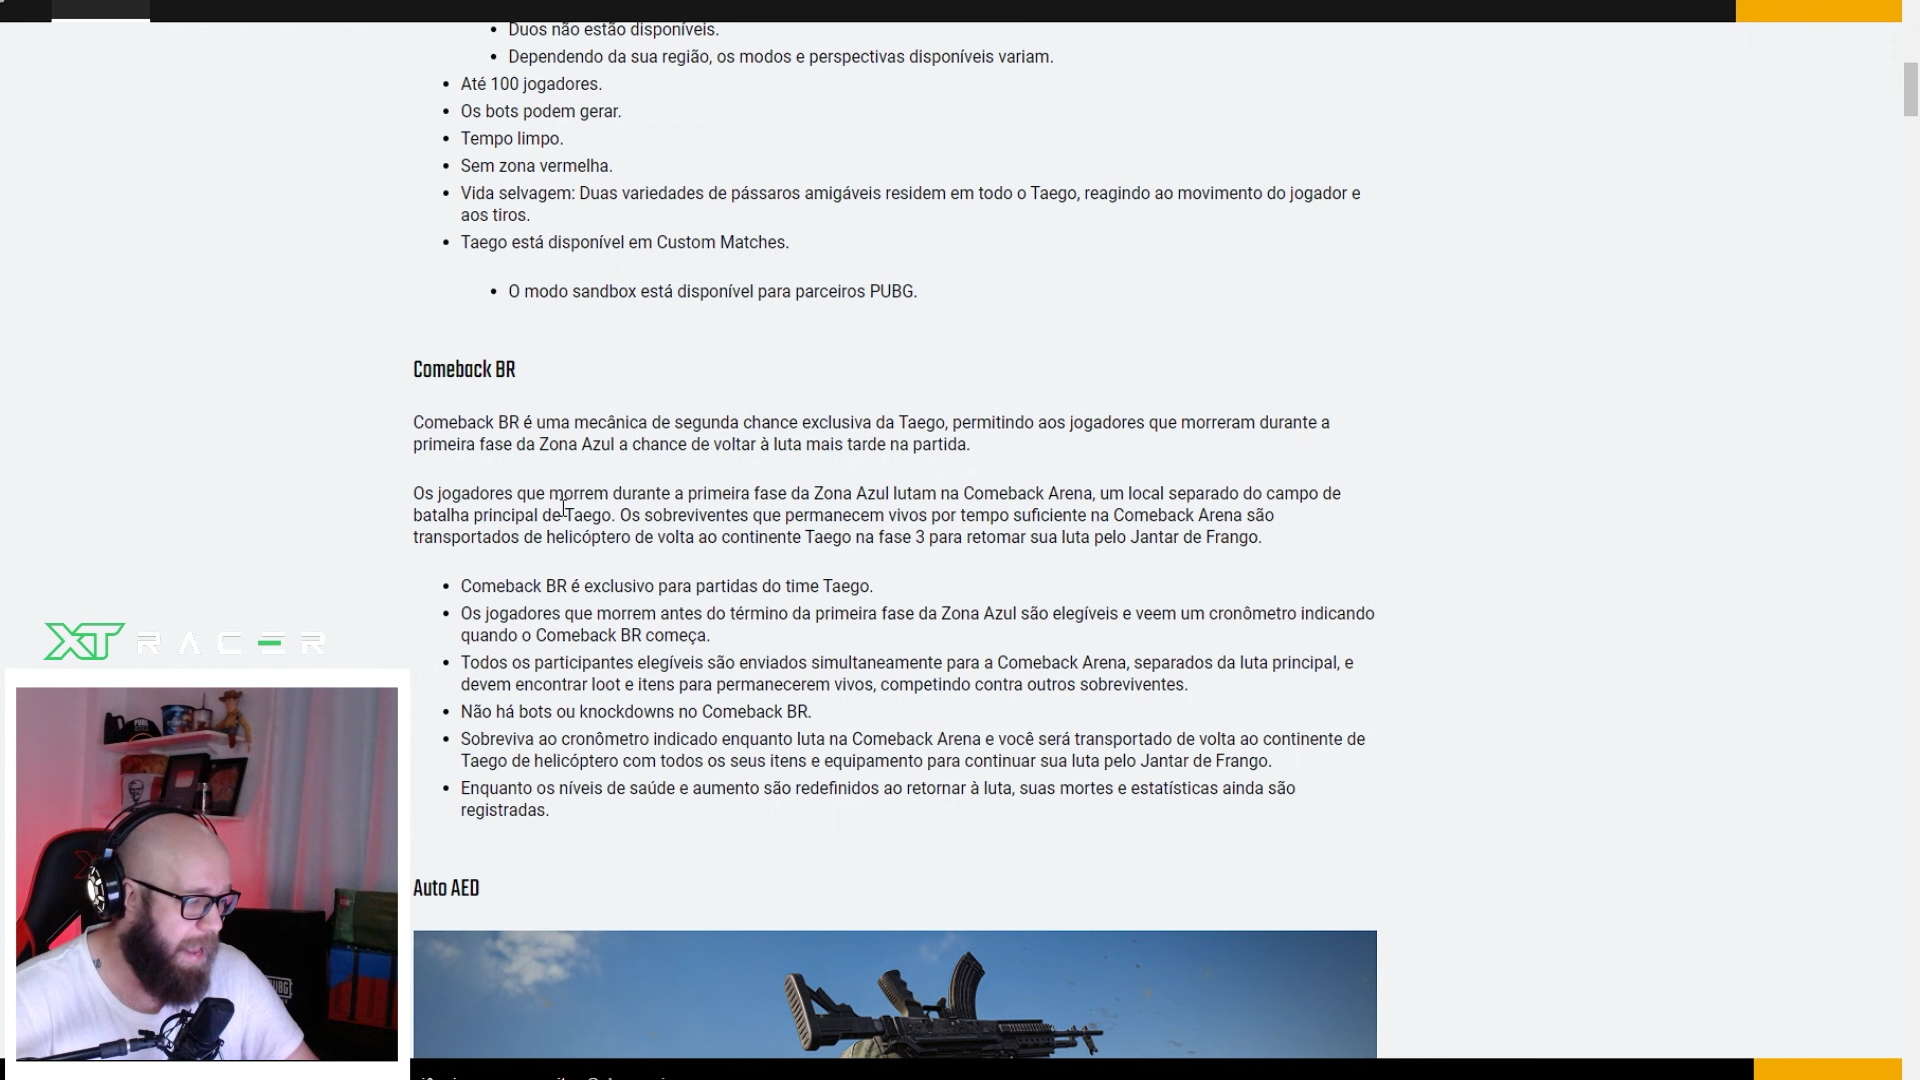 Duos não estão disponíveis.
Dependendo da sua região, os modos e perspectivas disponíveis variam.
Até 100 jogadores.
Os bots podem gerar.
Tempo limpo.
Sem zona vermelha.
Vida selvagem: Duas variedades de pássaros amigáveis residem em todo o Taego, reagindo ao movimento do jogador e
aos tiros.
Taego está disponível em Custom Matches.
O modo sandbox está disponível para parceiros PUBG.
Comeback BR
Comeback BR é uma mecânica de segunda chance exclusiva da Taego, permitindo aos jogadores que morreram durante a
primeira fase da Zona Azul a chance de voltar à luta mais tarde na partida.
Os jogadores que morrem durante a primeira fase da Zona Azul lutam na Comeback Arena, um local separado do campo de
batalha principal de Taego. Os sobreviventes que permanecem vivos por tempo suficiente na Comeback Arena são
transportados de helicóptero de volta ao continente Taego na fase 3 para retomar sua luta pelo Jantar de Frango.
Comeback BR é exclusivo para partidas do time Taego.
Os jogadores que morrem antes do término da primeira fase da Zona Azul são elegíveis e veem um cronômetro indicando
quando o Comeback BR começa.
Todos os participantes elegíveis são enviados simultaneamente para a Comeback Arena, separados da luta principal, e
devem encontrar loot e itens para permanecerem vivos, competindo contra outros sobreviventes.
Não há bots ou knockdowns no Comeback BR.
Sobreviva ao cronômetro indicado enquanto luta na Comeback Arena e você será transportado de volta ao continente de
Taego de helicóptero com todos os seus itens e equipamento para continuar sua luta pelo Jantar de Frango.
Enquanto os níveis de saúde e aumento são redefinidos ao retornar à luta, suas mortes e estatísticas ainda são
registradas.
Auto AED
XT RACER
KFC
PUBG